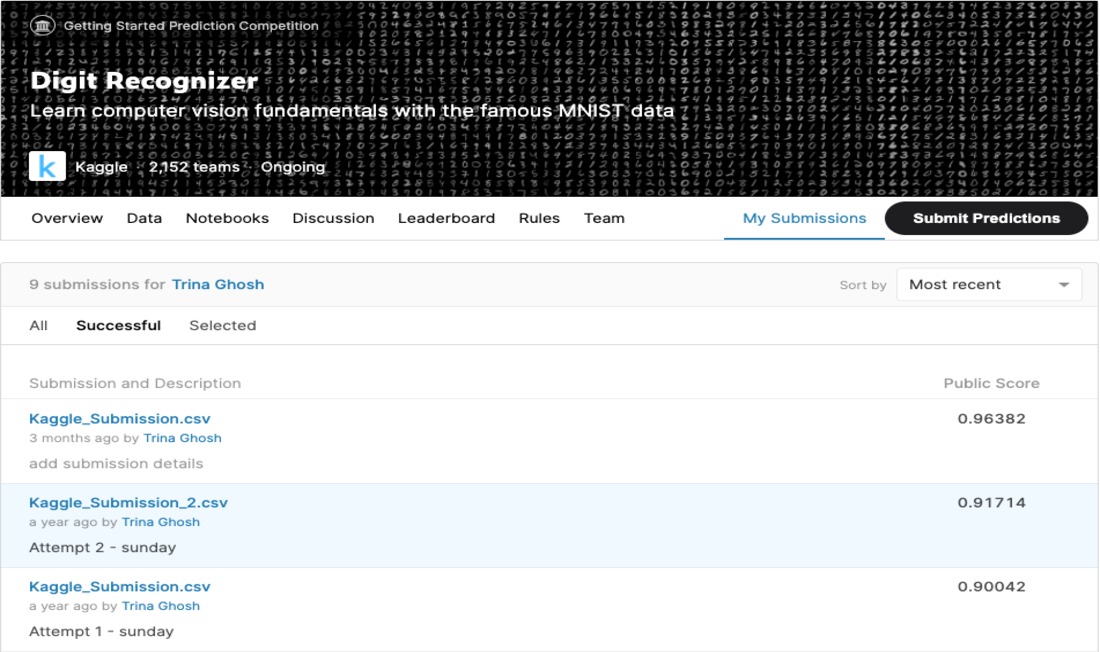 Getting Started Prediction Competition
Digit Recognizer
Learn computer vision fundamentals with the famous MNIST data
k Kaggle · 2,152 teams · Ongoing
Overview Data Notebooks Discussion Leaderboard Rules Team My Submissions Submit Predictions
9 submissions for Trina Ghosh Sort by Most recent
All Successful Selected
Submission and Description Public Score
Kaggle_Submission.csv 0.96382
3 months ago by Trina Ghosh
add submission details
Kaggle_Submission_2.csv 0.91714
a year ago by Trina Ghosh
Attempt 2 - sunday
Kaggle_Submission.csv 0.90042
a year ago by Trina Ghosh
Attempt 1 - sunday